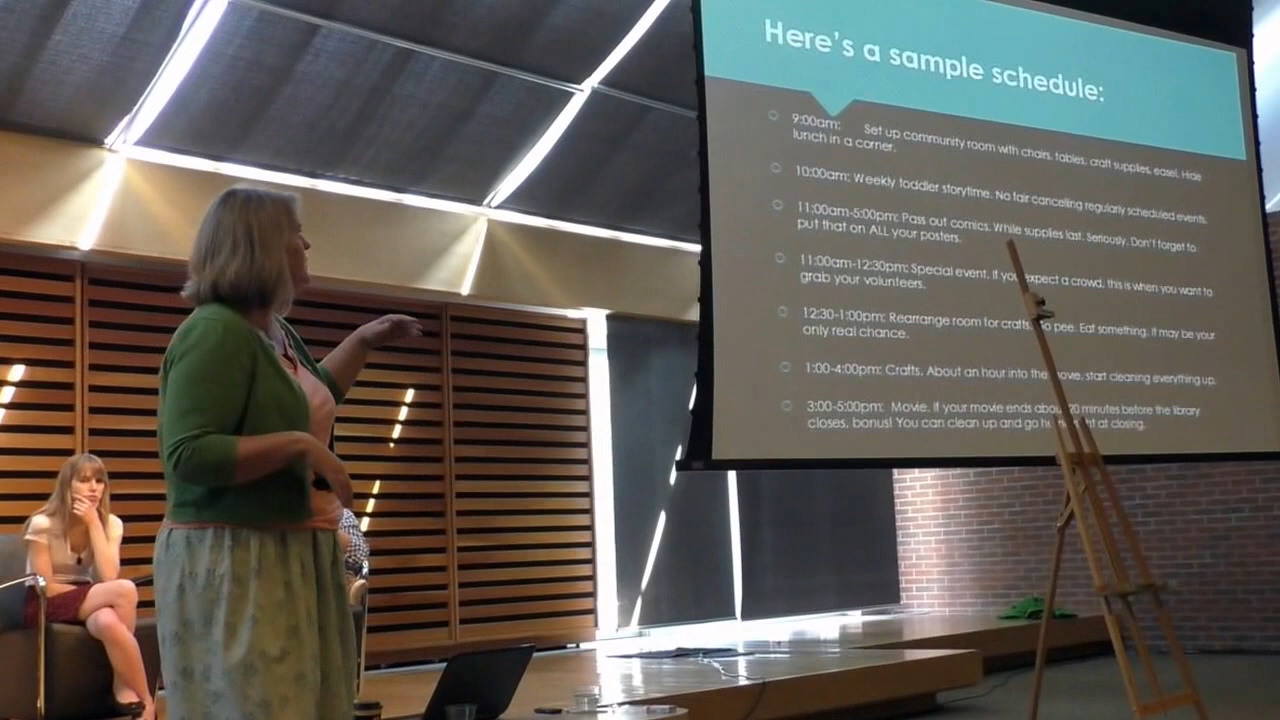 Here's a sample schedule:
9:00am: Set up community room with chairs, tables, craft supplies, easel. Hide
lunch in a corner.
10:00am: Weekly toddler storytime. No fair cancelling regularly scheduled events.
11:00am-5:00pm: Pass out comics. While supplies last. Seriously. Don't forget to
put that on ALL your posters.
11:00am-12:30pm: Special event. If you expect a crowd, this is when you want to
grab your volunteers.
12:30-1:00pm: Rearrange room for crafts. Go pee. Eat something. It may be your
only real chance.
1:00-4:00pm: Crafts. About an hour into the movie, start cleaning everything up.
3:00-5:00pm: Movie. If your movie ends about 20 minutes before the library
closes, bonus! You can clean up and go home right at closing.